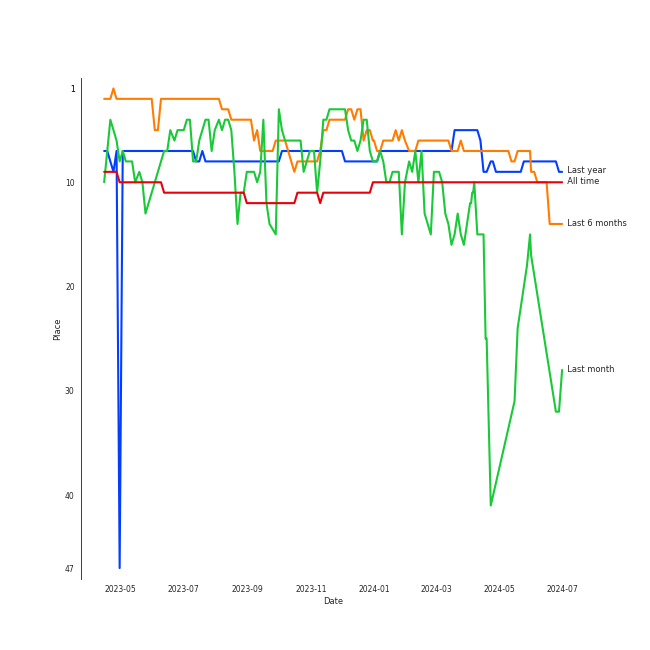 1
10
20
30
40
47
Place
2023-05
2023-07
2023-09
2023-11
2024-01
2024-03
2024-05
2024-07
Date
Last year
All time
Last 6 months
Last month